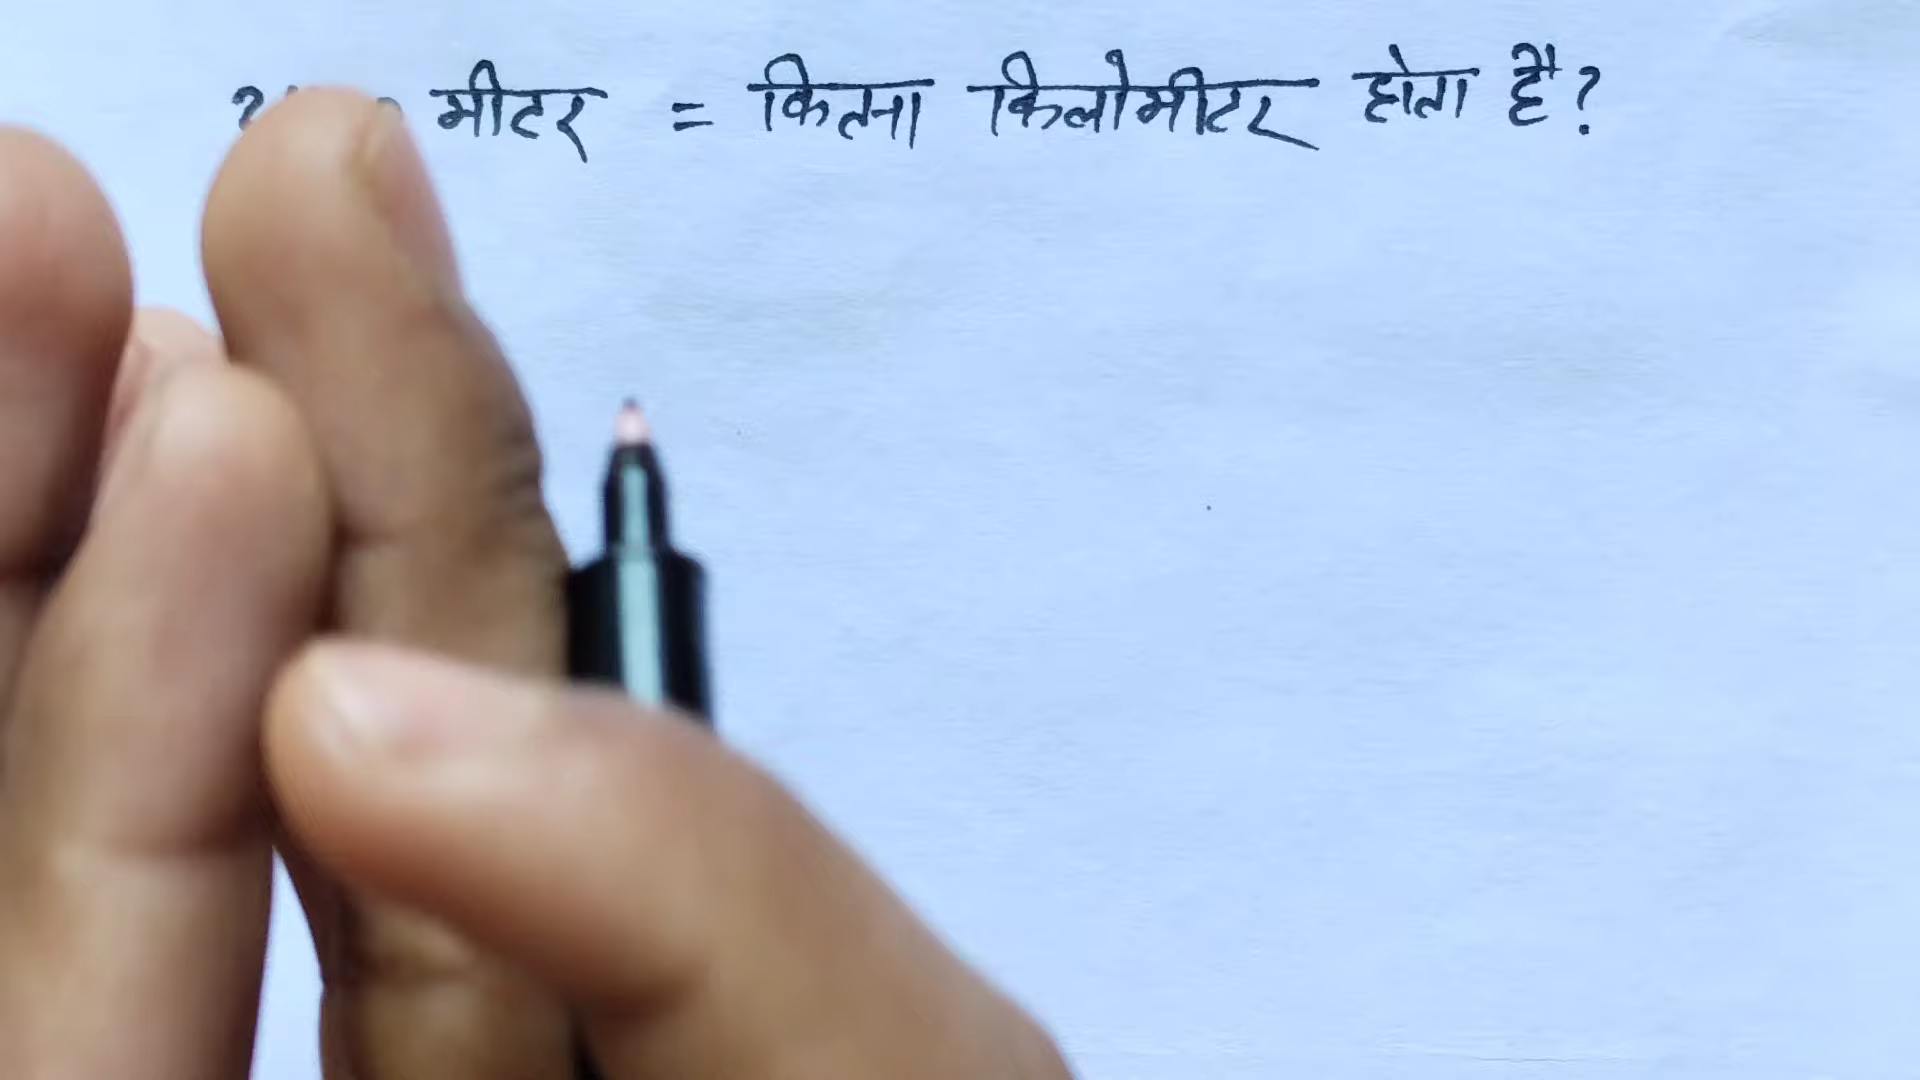 मीटर = कितना किलोमीटर होता है?